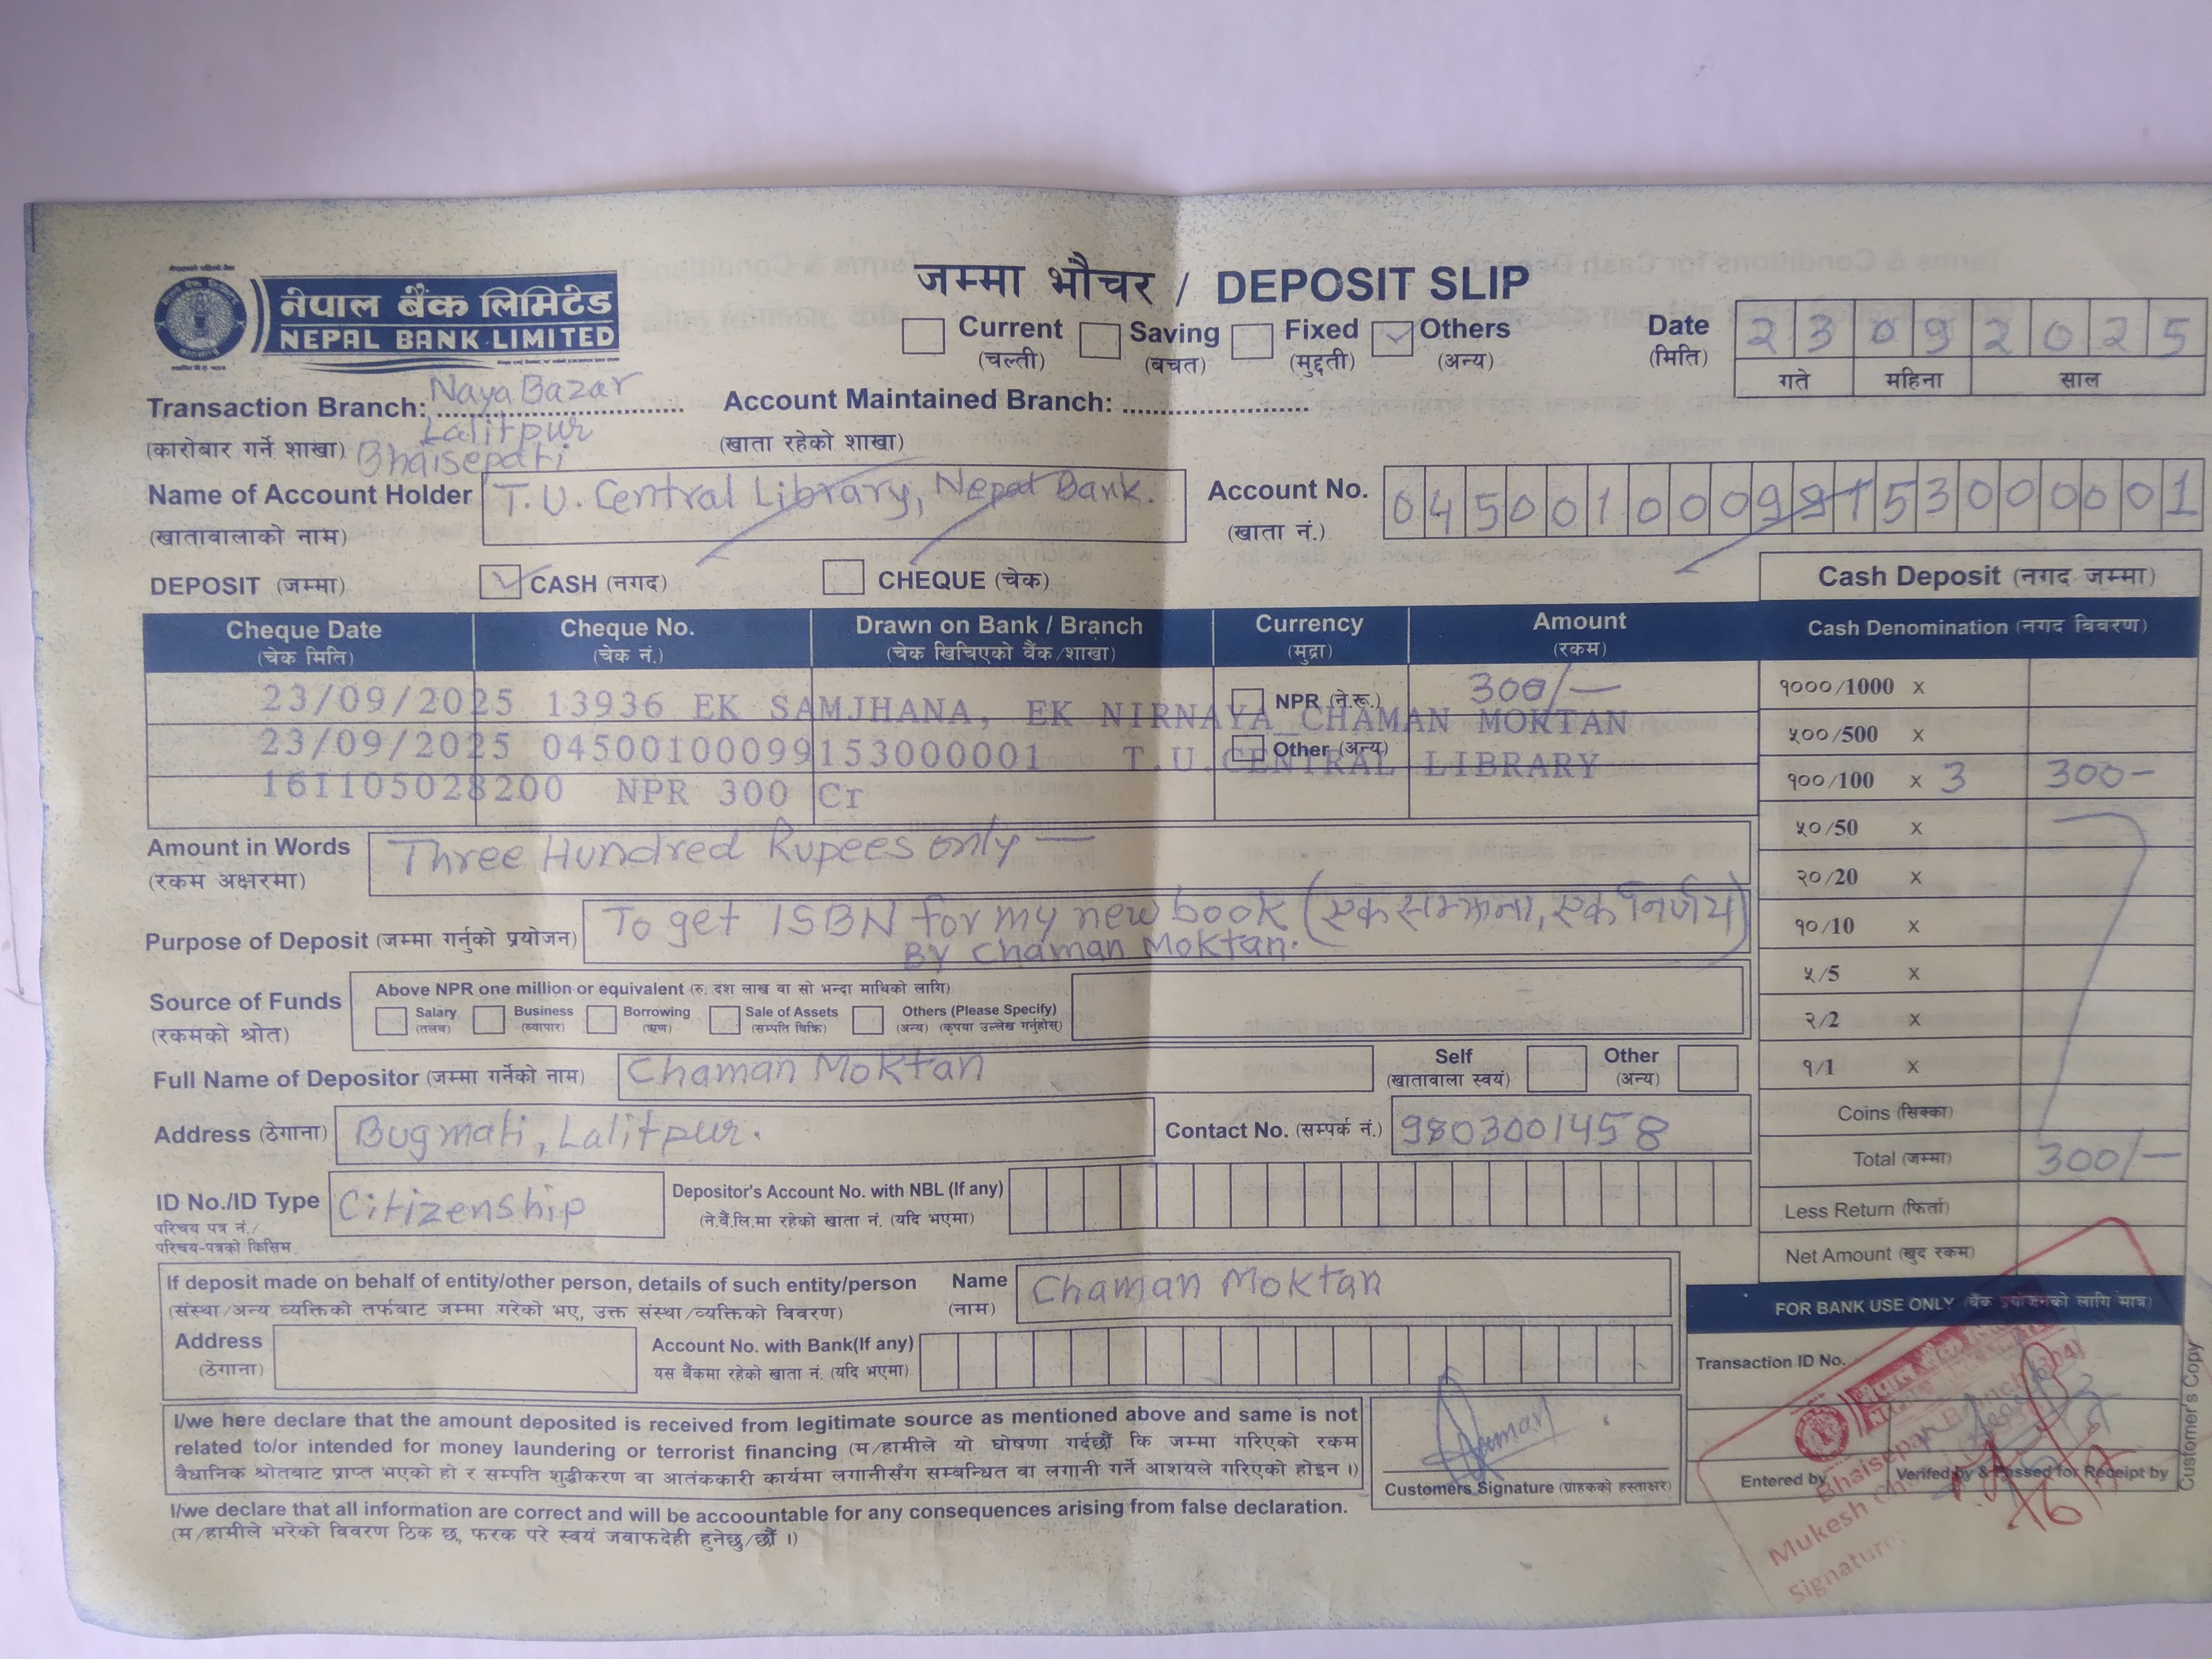 नेपाल बैंक लिमिटेड
NEPAL BANK LIMITED
जम्मा भौचर / DEPOSIT SLIP
Current (चल्ती) Saving (बचत) Fixed (मुद्दती) Others (अन्य)
Date (मिति) 23 09 2025
गते महिना साल
Transaction Branch: Naya Bazar
Lalitpur
(कारोबार गर्ने शाखा) Bhaisepati
Account Maintained Branch:
(खाता रहेको शाखा)
Name of Account Holder T.U. Central Library, Nepal Bank.
(खातावालाको नाम)
Account No. 04500100099153000001
(खाता नं.)
DEPOSIT (जम्मा) CASH (नगद) CHEQUE (चेक)
Cheque Date (चेक मिति) Cheque No. (चेक नं.) Drawn on Bank / Branch (चेक खिचिएको बैंक/शाखा) Currency (मुद्रा) Amount (रकम)
NPR (ने.रू.) 300/-
Other (अन्य)
23/09/2025 13936 EK SAMJHANA, EK NIRNAYA_CHAMAN MOKTAN
23/09/2025 04500100099153000001 T.U.CENTRAL LIBRARY
161105028200 NPR 300 Cr
Amount in Words Three Hundred Rupees only —
(रकम अक्षरमा)
Purpose of Deposit (जम्मा गर्नुको प्रयोजन) To get ISBN for my new book (एक सम्झना, एक निर्णय)
By Chaman Moktan.
Source of Funds
(रकमको श्रोत)
Above NPR one million or equivalent (रु. दश लाख वा सो भन्दा माथिको लागि)
Salary (तलब) Business (व्यापार) Borrowing (ऋण) Sale of Assets (सम्पति बिक्रि) Others (Please Specify) (अन्य) (कृपया उल्लेख गर्नुहोस्)
Full Name of Depositor (जम्मा गर्नेको नाम) Chaman Moktan
Self (खातावाला स्वयं) Other (अन्य)
Address (ठेगाना) Bugmati, Lalitpur.
Contact No. (सम्पर्क नं.) 9803001458
ID No./ID Type Citizenship
परिचय पत्र नं./
परिचय-पत्रको किसिम
Depositor's Account No. with NBL (If any)
(ने.बैं.लि.मा रहेको खाता नं. (यदि भएमा)
If deposit made on behalf of entity/other person, details of such entity/person
(संस्था/अन्य व्यक्तिको तर्फबाट जम्मा गरेको भए, उक्त संस्था/व्यक्तिको विवरण)
Name (नाम) Chaman Moktan
Address
(ठेगाना)
Account No. with Bank(If any)
यस बैंकमा रहेको खाता नं. (यदि भएमा)
I/we here declare that the amount deposited is received from legitimate source as mentioned above and same is not
related to/or intended for money laundering or terrorist financing (म/हामीले यो घोषणा गर्दछौं कि जम्मा गरिएको रकम
वैधानिक श्रोतबाट प्राप्त भएको हो र सम्पति शुद्धीकरण वा आतंककारी कार्यमा लगानीसँग सम्बन्धित वा लगानी गर्ने आशयले गरिएको होइन ।)
Customers Signature (ग्राहकको हस्ताक्षर)
I/we declare that all information are correct and will be accoountable for any consequences arising from false declaration.
(म/हामीले भरेको विवरण ठिक छ, फरक परे स्वयं जवाफदेही हुनेछु/छौं ।)
Cash Deposit (नगद जम्मा)
Cash Denomination (नगद विवरण)
१०००/1000 x
५००/500 x
१००/100 x 3 300-
५०/50 x
२०/20 x
१०/10 x
५/5 x
२/2 x
१/1 x
Coins (सिक्का)
Total (जम्मा) 300/-
Less Return (फिर्ता)
Net Amount (खुद रकम)
FOR BANK USE ONLY (बैंक प्रयोजनको लागि मात्र)
Transaction ID No.
Entered by
Verifed by & Passed for Receipt by
Customer's Copy
Bhaisepati Branch
Mukesh
Signature